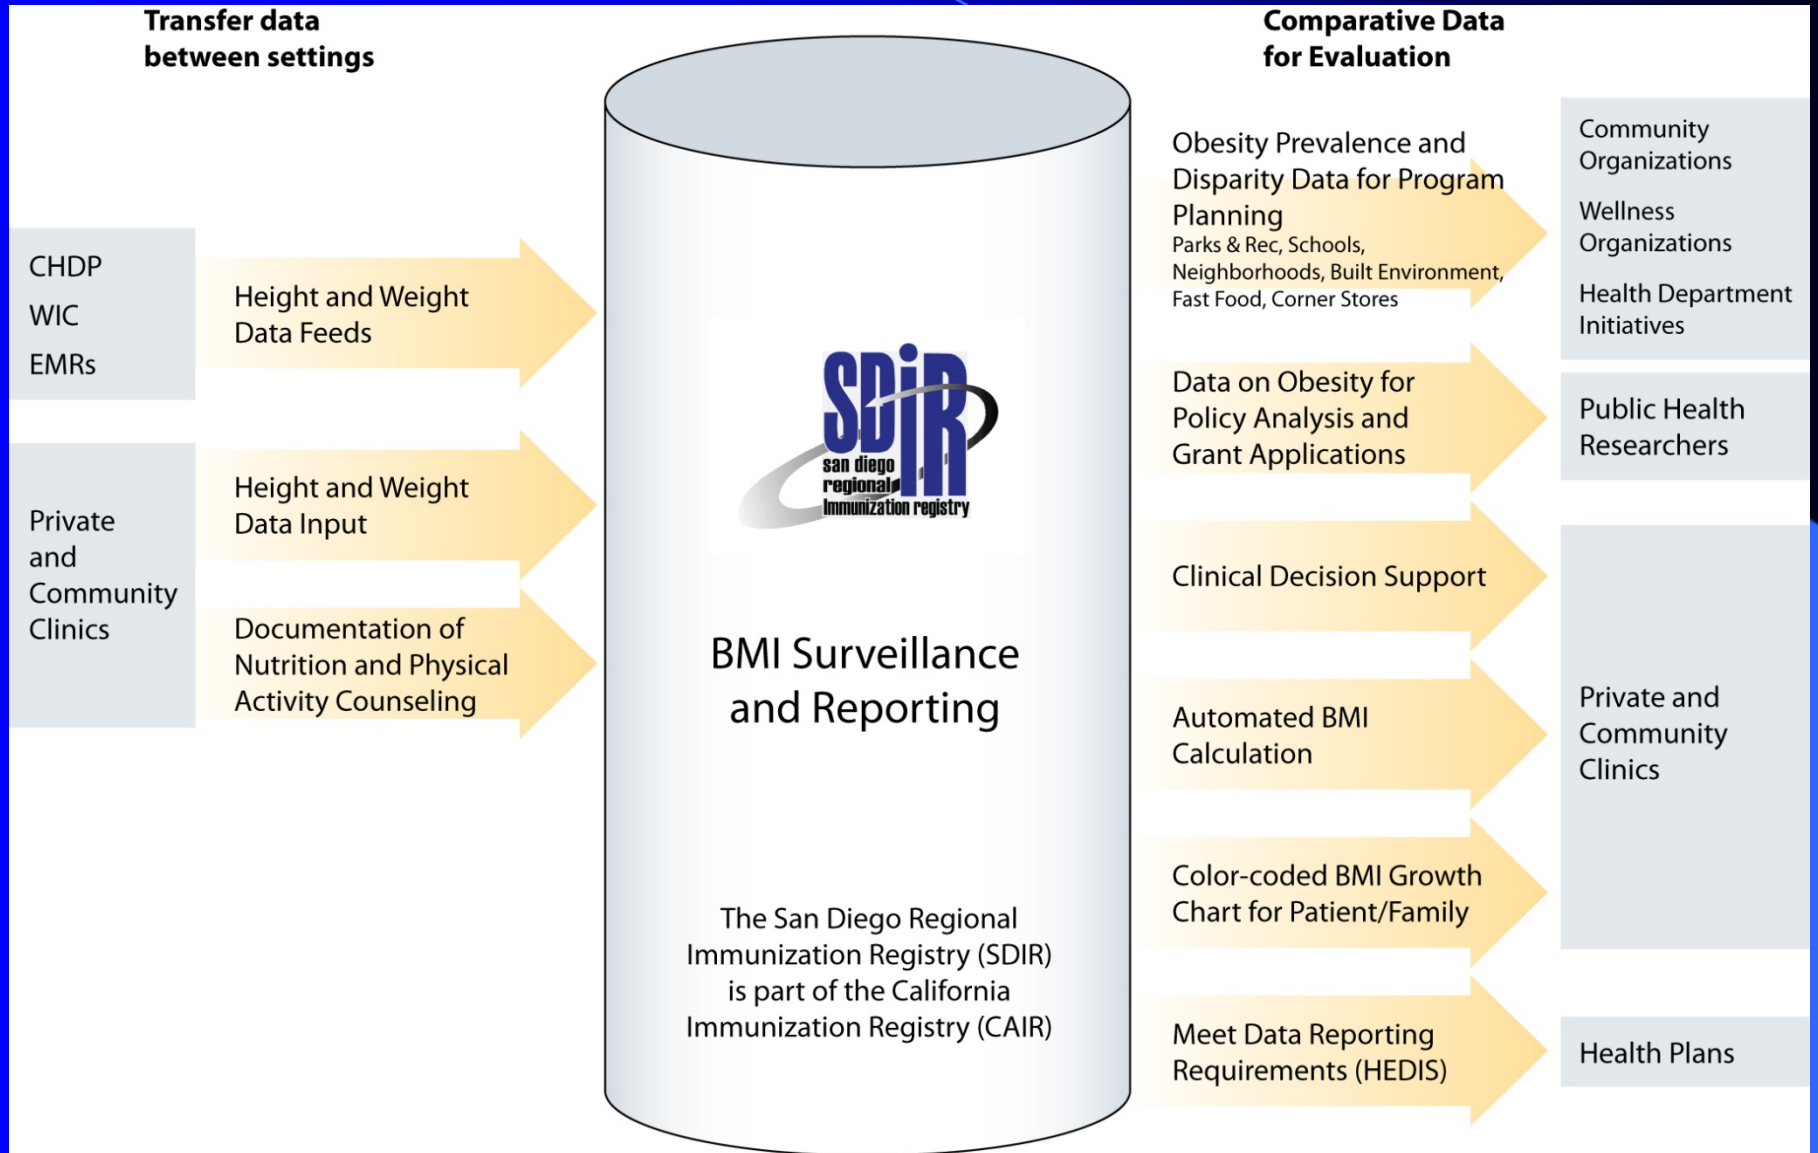 Transfer data
between settings
CHDP
WIC
EMRs
Height and Weight
Data Feeds
Private
and
Community
Clinics
Height and Weight
Data Input
Documentation of
Nutrition and Physical
Activity Counseling
SDiR
san diego
regional
Immunization registry
BMI Surveillance
and Reporting
The San Diego Regional
Immunization Registry (SDIR)
is part of the California
Immunization Registry (CAIR)
Comparative Data
for Evaluation
Obesity Prevalence and
Disparity Data for Program
Planning
Parks & Rec, Schools,
Neighborhoods, Built Environment,
Fast Food, Corner Stores
Community
Organizations
Wellness
Organizations
Health Department
Initiatives
Data on Obesity for
Policy Analysis and
Grant Applications
Public Health
Researchers
Clinical Decision Support
Automated BMI
Calculation
Color-coded BMI Growth
Chart for Patient/Family
Private and
Community
Clinics
Meet Data Reporting
Requirements (HEDIS)
Health Plans